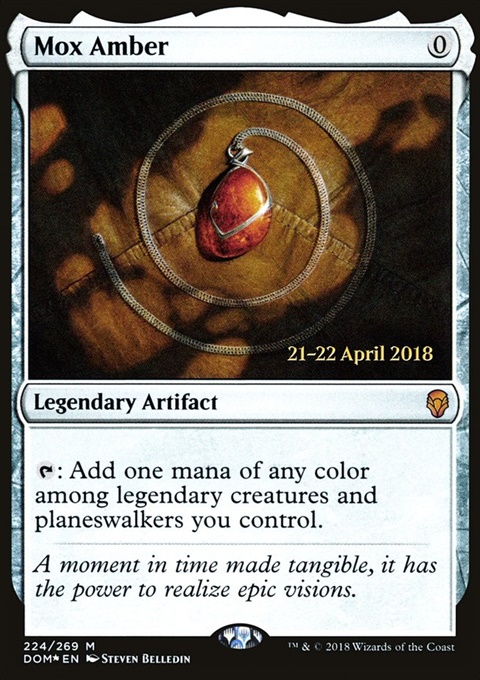 Mox Amber 0
21–22 April 2018
Legendary Artifact
: Add one mana of any color
among legendary creatures and
planeswalkers you control.
A moment in time made tangible, it has
the power to realize epic visions.
224/269 M
DOM★EN Steven Belledin
™ & © 2018 Wizards of the Coast